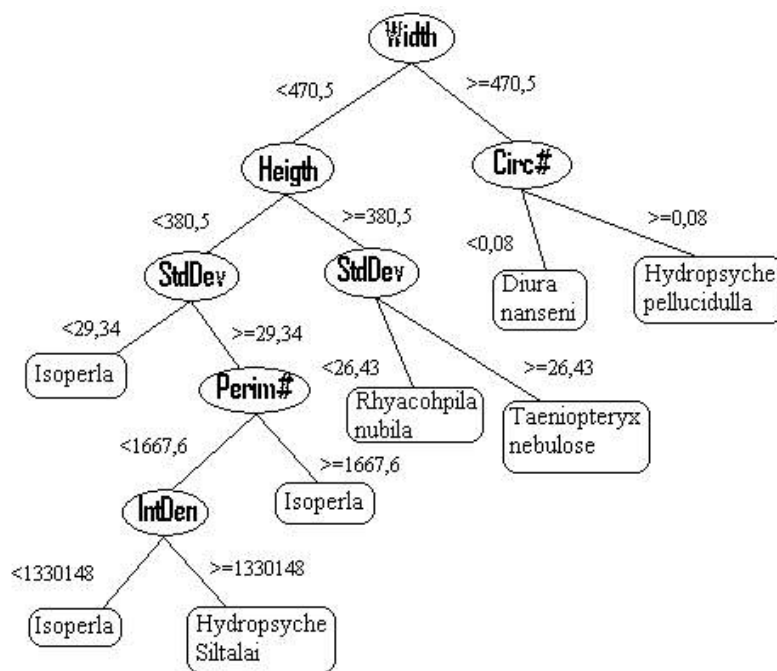 Width
<470,5
>=470,5
Heigth
Circ#
<380,5
>=380,5
<0,08
>=0,08
StdDev
StdDev
Diura
nanseni
Hydropsyche
pellucidulla
<29,34
>=29,34
<26,43
>=26,43
Isoperla
Perim#
Rhyacohpila
nubila
Taeniopteryx
nebulose
<1667,6
>=1667,6
IntDen
Isoperla
<1330148
>=1330148
Isoperla
Hydropsyche
Siltalai